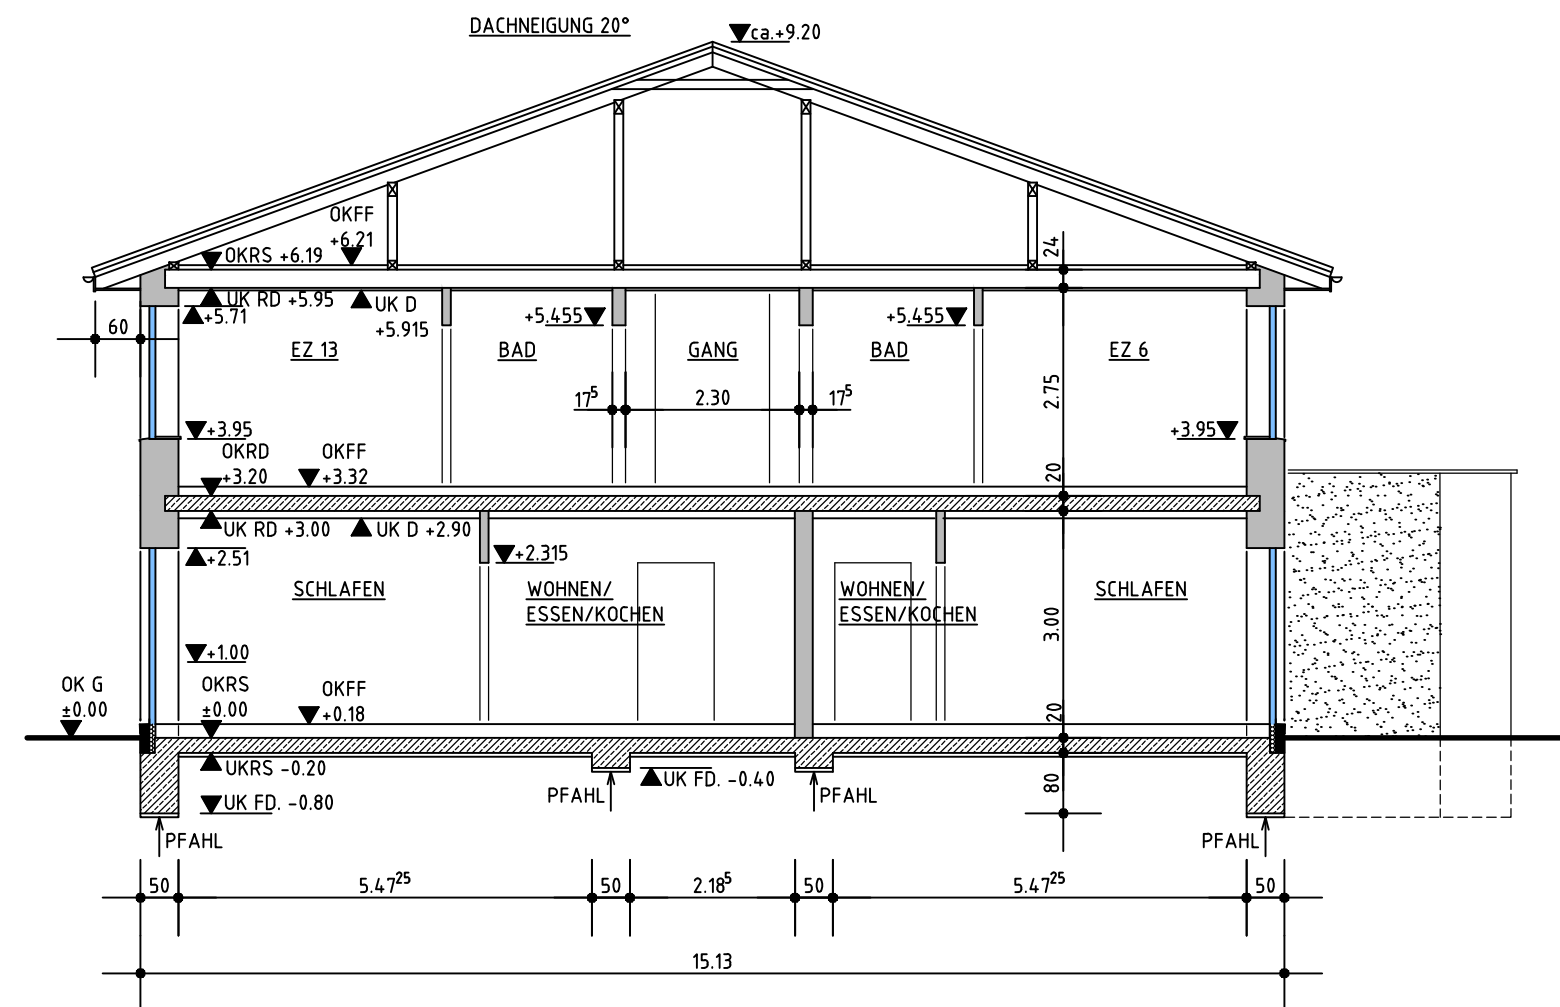 DACHNEIGUNG 20°
ca.+9.20
OKFF
+6.21
OKRS +6.19
24
UK RD +5.95
UK D
+5.915
+5.71
60
+5.455
+5.455
EZ 13
BAD
GANG
BAD
EZ 6
17⁵
2.30
17⁵
2.75
+3.95
+3.95
OKRD
+3.20
OKFF
+3.32
20
UK RD +3.00
UK D +2.90
+2.51
+2.315
SCHLAFEN
WOHNEN/
ESSEN/KOCHEN
WOHNEN/
ESSEN/KOCHEN
SCHLAFEN
3.00
+1.00
OK G
±0.00
OKRS
±0.00
OKFF
+0.18
20
UKRS −0.20
UK FD. −0.40
80
UK FD. −0.80
PFAHL
PFAHL
PFAHL
PFAHL
50
5.47²⁵
50
2.18⁵
50
5.47²⁵
50
15.13